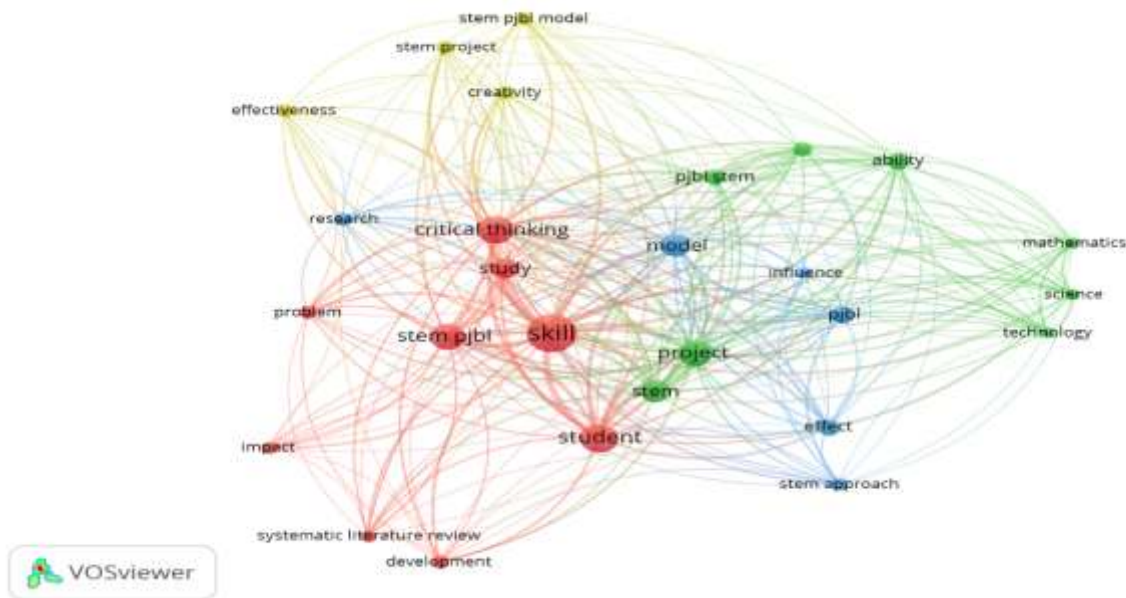 stem pjbl model
stem project
creativity
effectiveness
ability
pjbl stem
research
critical thinking
model
mathematics
study
influence
science
problem
pjbl
technology
skill
stem pjbl
project
stem
effect
student
impact
stem approach
systematic literature review
development
VOSviewer